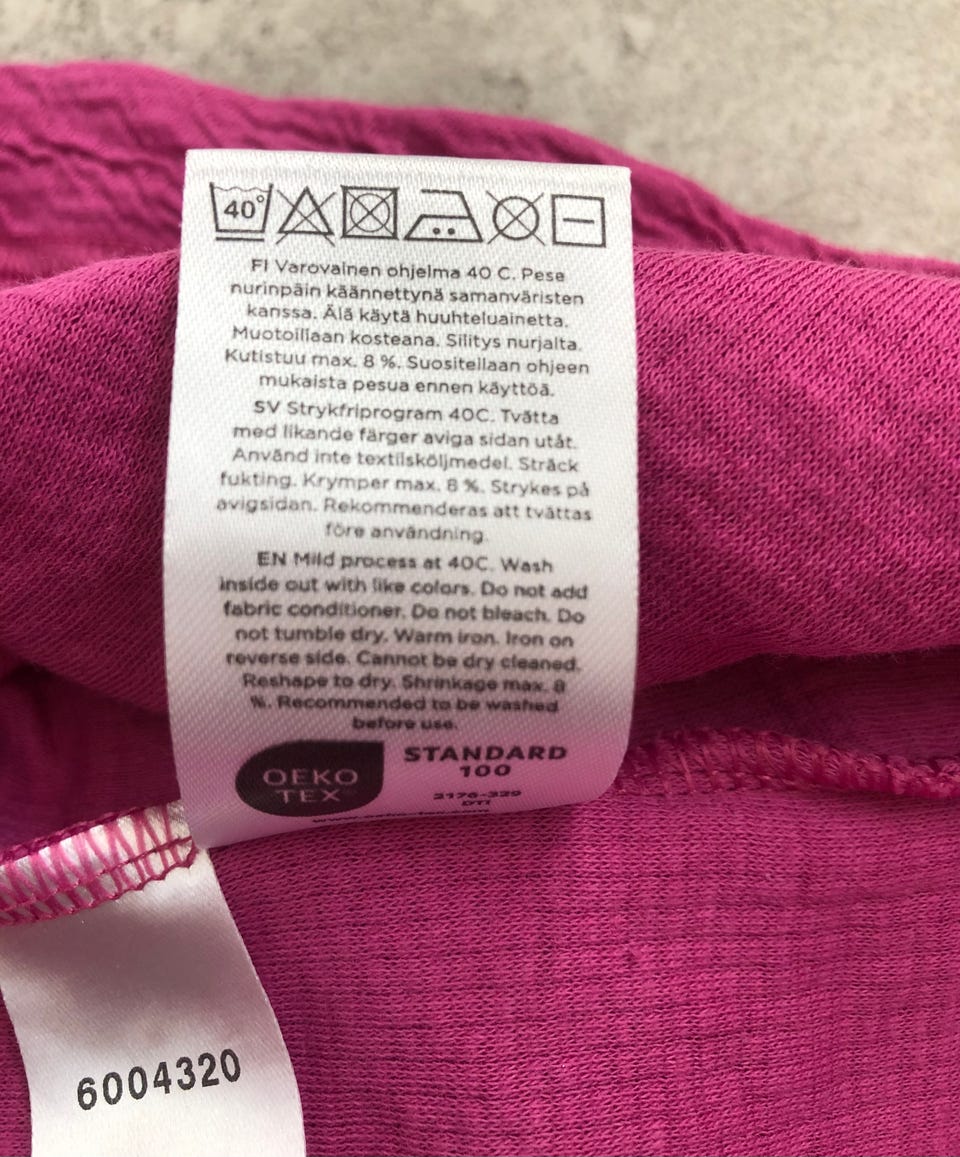 40°
FI Varovainen ohjelma 40 C. Pese
nurinpäin käännettynä samanväristen
kanssa. Älä käytä huuhteluainetta.
Muotoillaan kosteana. Silitys nurjalta.
Kutistuu max. 8 %. Suositellaan ohjeen
mukaista pesua ennen käyttöä.
SV Strykfriprogram 40C. Tvätta
med likande färger aviga sidan utåt.
Använd inte textilsköljmedel. Sträck
fukting. Krymper max. 8 %. Strykes på
avigsidan. Rekommenderas att tvättas
före användning.
EN Mild process at 40C. Wash
inside out with like colors. Do not add
fabric conditioner. Do not bleach. Do
not tumble dry. Warm iron. Iron on
reverse side. Cannot be dry cleaned.
Reshape to dry. Shrinkage max. 8
%. Recommended to be washed
before use.
OEKO
TEX®
STANDARD
100
2176-329
DTI
6004320